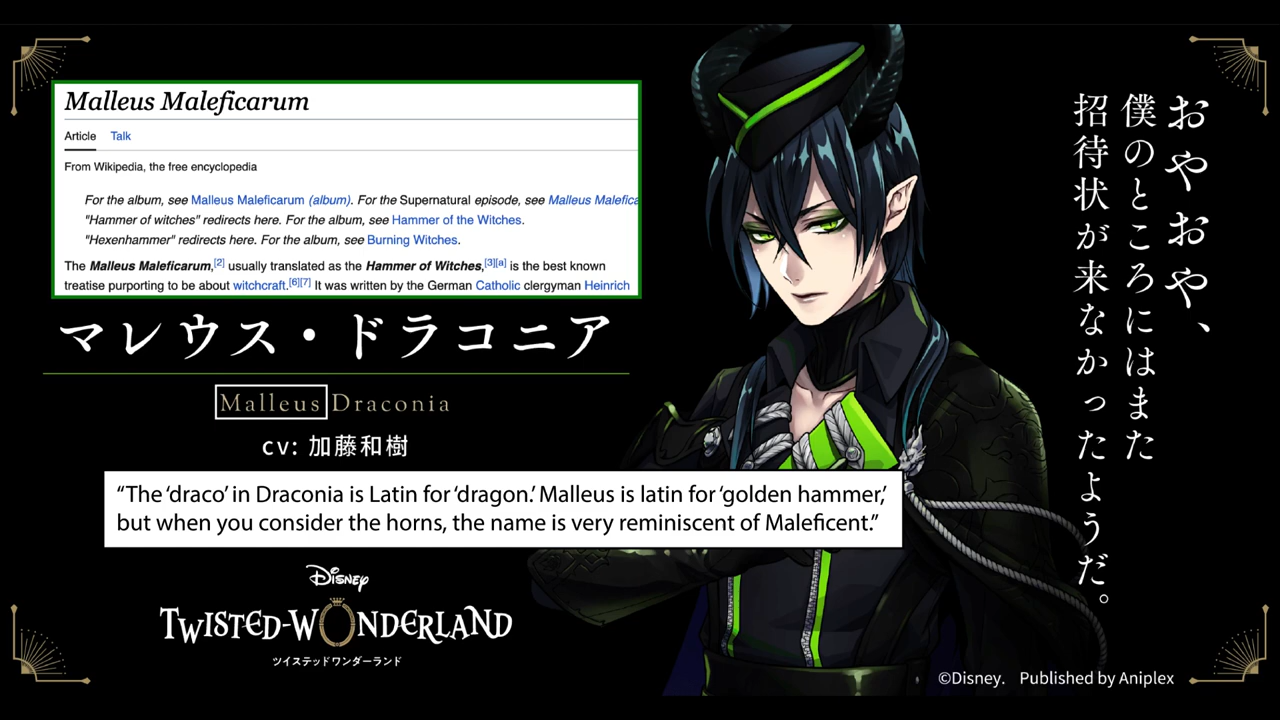 Malleus Maleficarum
Article Talk
From Wikipedia, the free encyclopedia
For the album, see Malleus Maleficarum (album). For the Supernatural episode, see Malleus Malefica
"Hammer of witches" redirects here. For the album, see Hammer of the Witches.
"Hexenhammer" redirects here. For the album, see Burning Witches.
The Malleus Maleficarum,[2] usually translated as the Hammer of Witches,[3][a] is the best known
treatise purporting to be about witchcraft.[6][7] It was written by the German Catholic clergyman Heinrich
マレウス・ドラコニア
Malleus Draconia
cv: 加藤和樹
“The ‘draco’ in Draconia is Latin for ‘dragon.’ Malleus is latin for ‘golden hammer,’
but when you consider the horns, the name is very reminiscent of Maleficent.”
Disney
TWISTED-WONDERLAND
ツイステッドワンダーランド
おやおや、
僕のところにはまた
招待状が来なかったようだ。
©Disney. Published by Aniplex